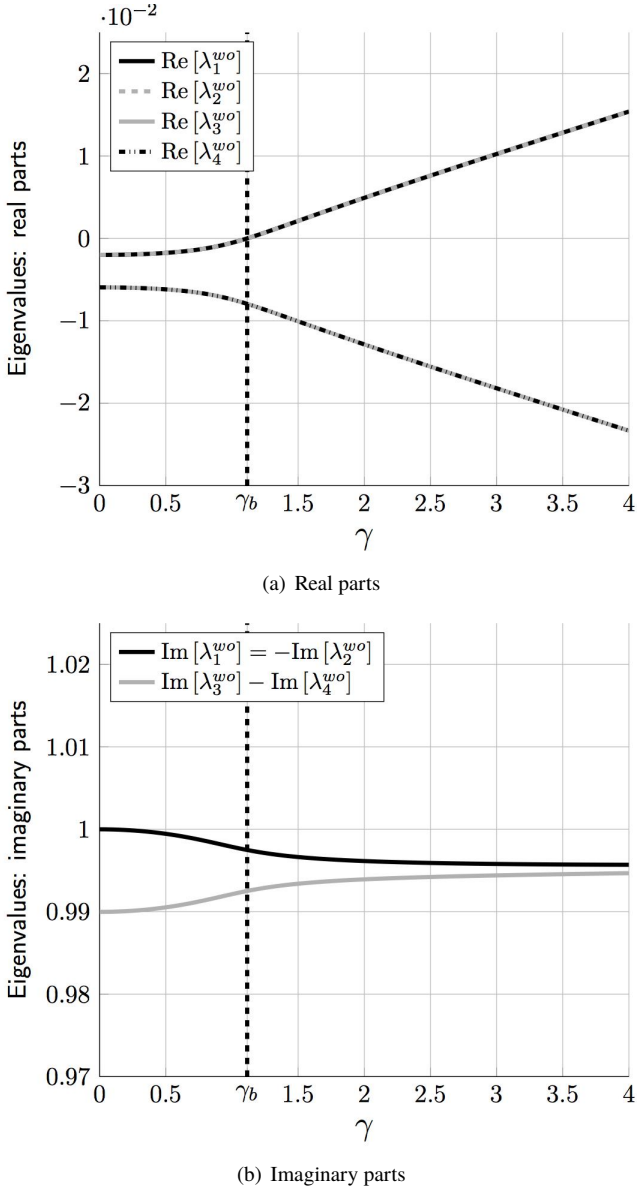 ·10⁻²
Re [λ₁ʷᵒ]
Re [λ₂ʷᵒ]
Re [λ₃ʷᵒ]
Re [λ₄ʷᵒ]
Eigenvalues: real parts
2
1
0
−1
−2
−3
0 0.5 γb 1.5 2 2.5 3 3.5 4
γ
(a) Real parts
Im [λ₁ʷᵒ] = −Im [λ₂ʷᵒ]
Im [λ₃ʷᵒ] − Im [λ₄ʷᵒ]
Eigenvalues: imaginary parts
1.02
1.01
1
0.99
0.98
0.97
0 0.5 γb 1.5 2 2.5 3 3.5 4
γ
(b) Imaginary parts